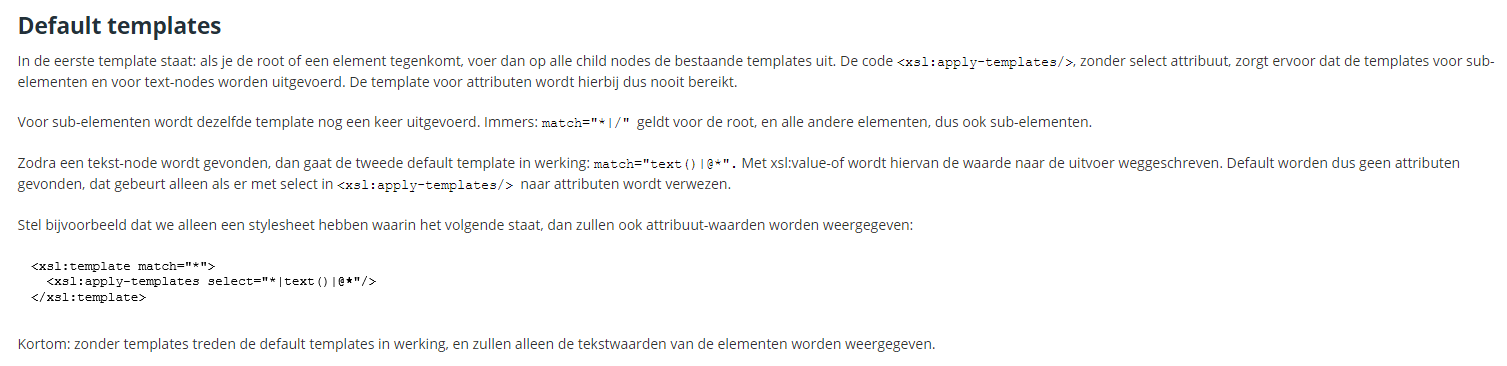 Default templates
In de eerste template staat: als je de root of een element tegenkomt, voer dan op alle child nodes de bestaande templates uit. De code <xsl:apply-templates/>, zonder select attribuut, zorgt ervoor dat de templates voor sub-
elementen en voor text-nodes worden uitgevoerd. De template voor attributen wordt hierbij dus nooit bereikt.
Voor sub-elementen wordt dezelfde template nog een keer uitgevoerd. Immers: match="*|/" geldt voor de root, en alle andere elementen, dus ook sub-elementen.
Zodra een tekst-node wordt gevonden, dan gaat de tweede default template in werking: match="text()|@*". Met xsl:value-of wordt hiervan de waarde naar de uitvoer weggeschreven. Default worden dus geen attributen
gevonden, dat gebeurt alleen als er met select in <xsl:apply-templates/> naar attributen wordt verwezen.
Stel bijvoorbeeld dat we alleen een stylesheet hebben waarin het volgende staat, dan zullen ook attribuut-waarden worden weergegeven:
<xsl:template match="*">
<xsl:apply-templates select="*|text()|@*"/>
</xsl:template>
Kortom: zonder templates treden de default templates in werking, en zullen alleen de tekstwaarden van de elementen worden weergegeven.